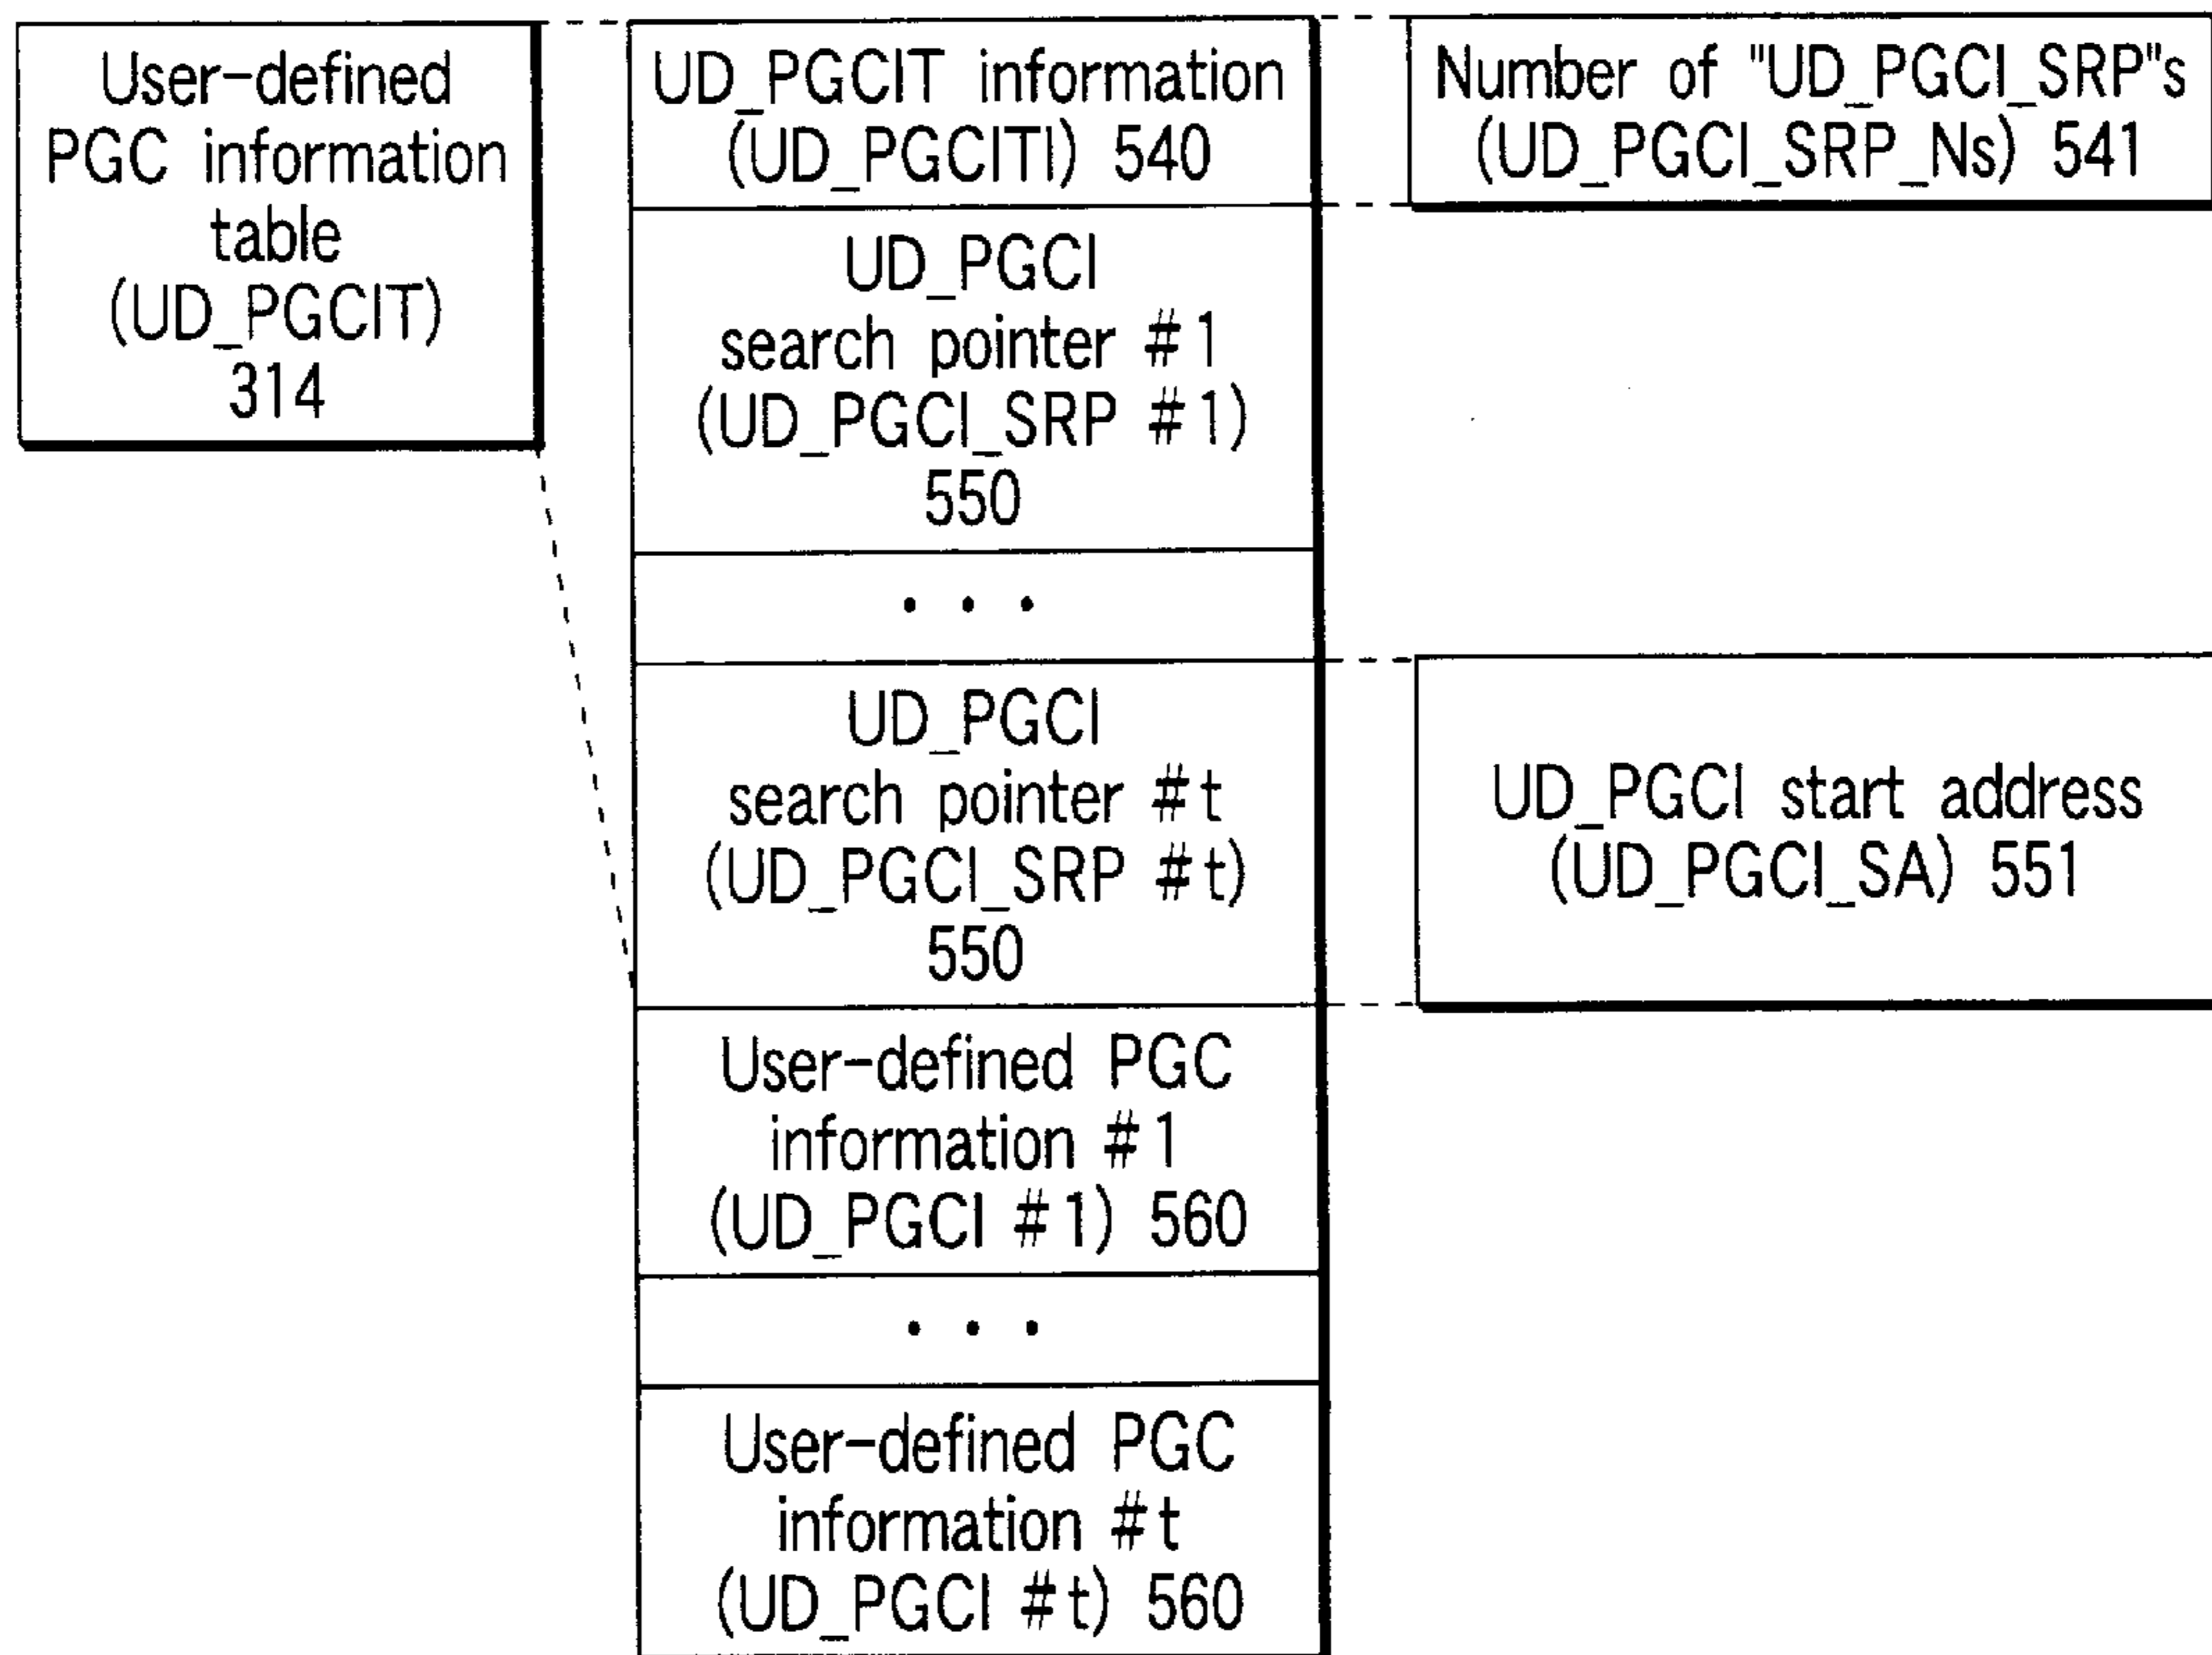 User-defined
PGC information
table
(UD_PGCIT)
314
UD_PGCIT information
(UD_PGCITI) 540
UD_PGCI
search pointer #1
(UD_PGCI_SRP #1)
550
• • •
UD_PGCI
search pointer #t
(UD_PGCI_SRP #t)
550
User-defined PGC
information #1
(UD_PGCI #1) 560
• • •
User-defined PGC
information #t
(UD_PGCI #t) 560
Number of "UD_PGCI_SRP"s
(UD_PGCI_SRP_Ns) 541
UD_PGCI start address
(UD_PGCI_SA) 551